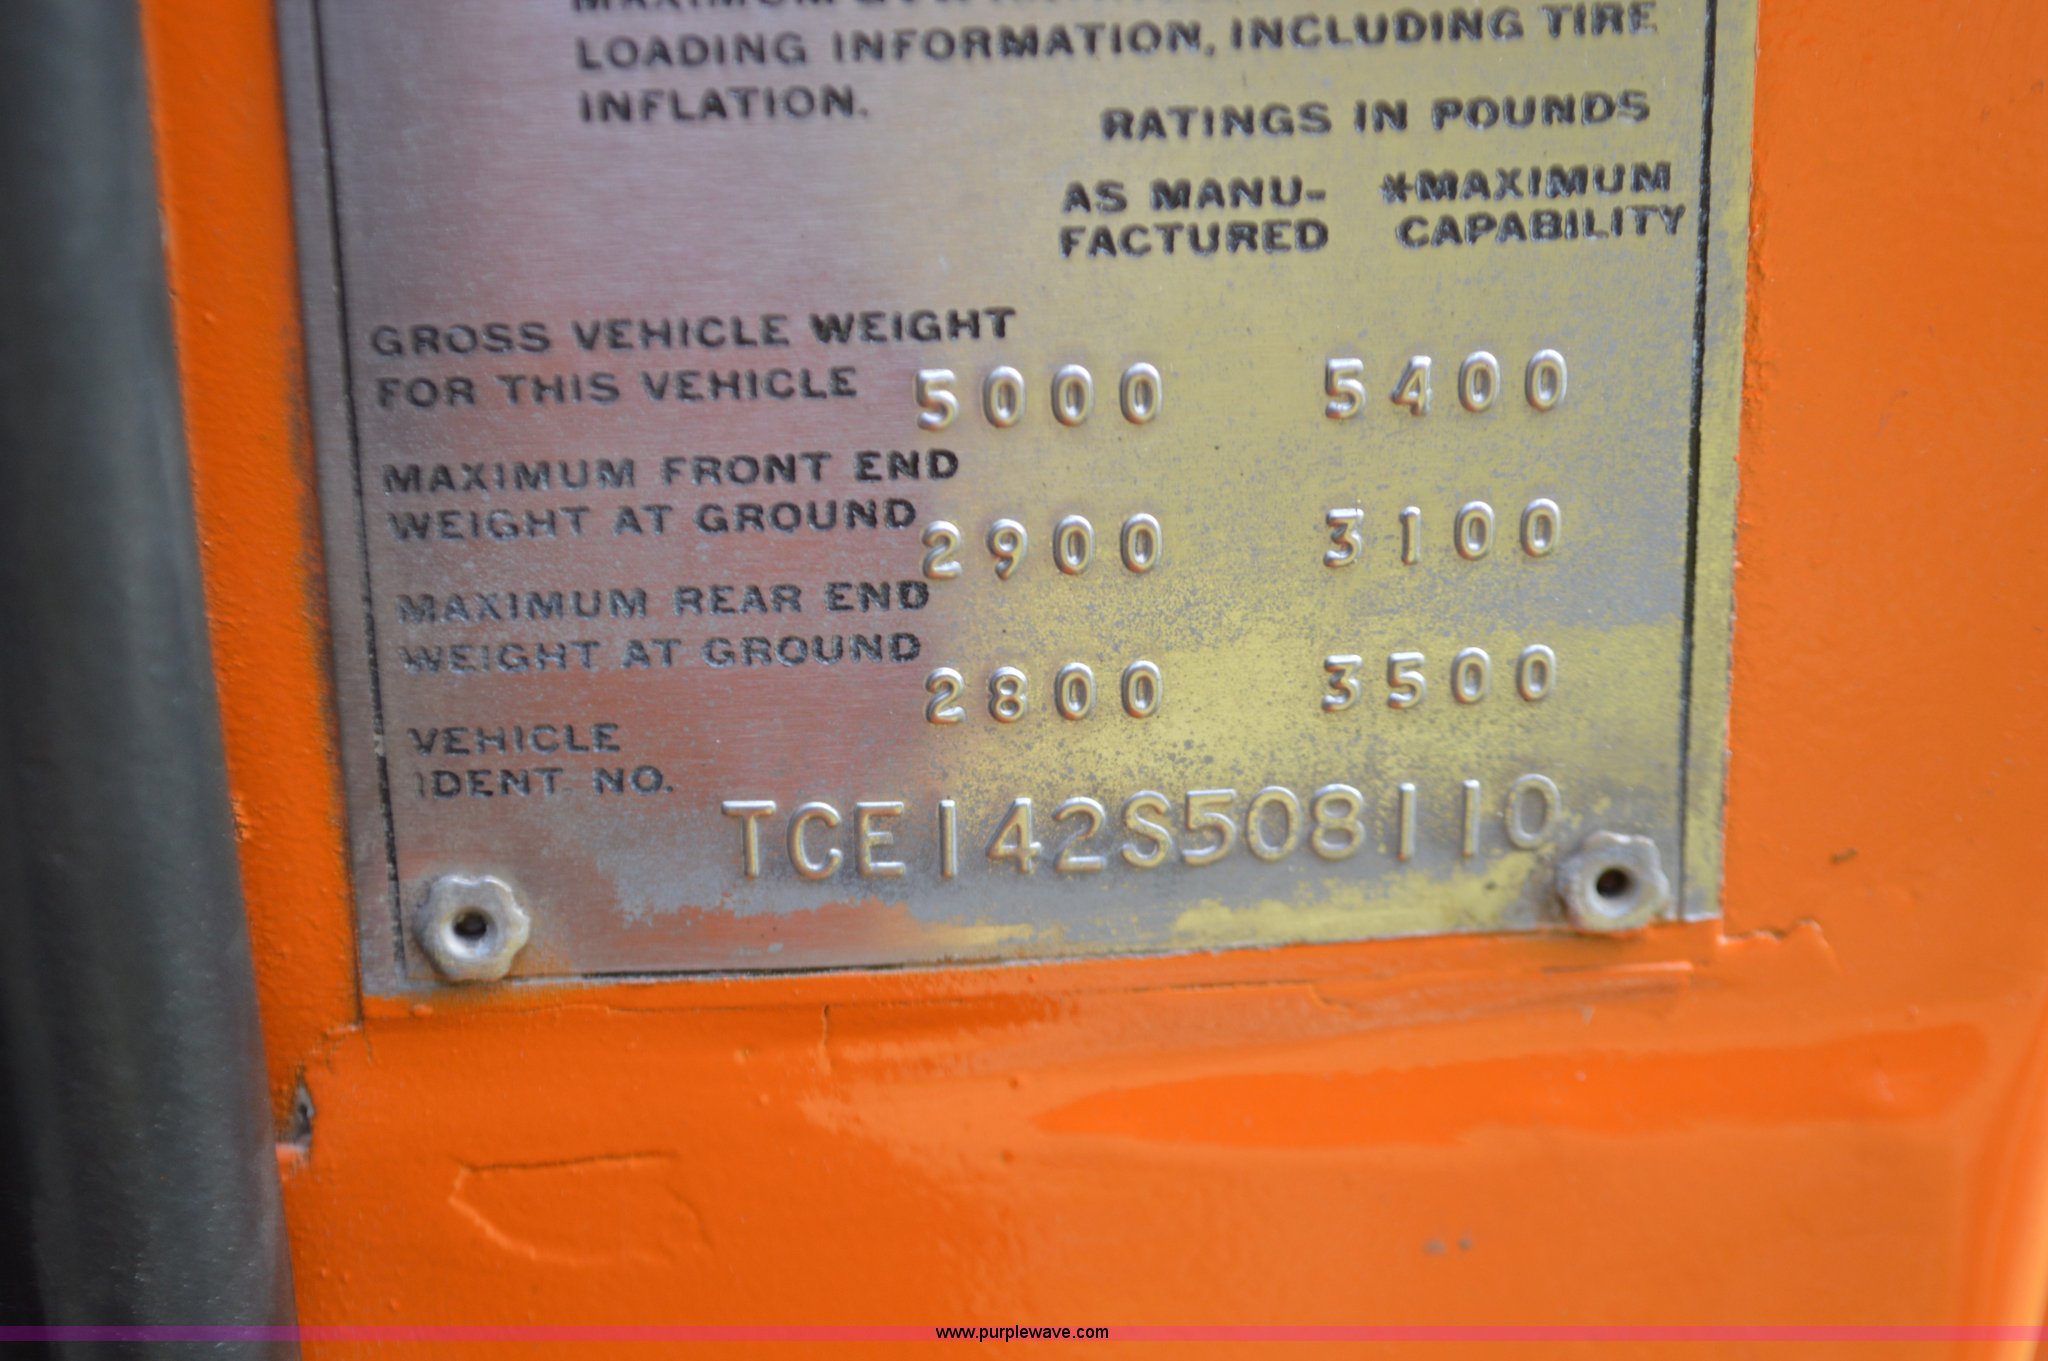 LOADING INFORMATION, INCLUDING TIRE
INFLATION.
RATINGS IN POUNDS
AS MANU- *MAXIMUM
FACTURED CAPABILITY
GROSS VEHICLE WEIGHT
FOR THIS VEHICLE 5000 5400
MAXIMUM FRONT END
WEIGHT AT GROUND 2900 3100
MAXIMUM REAR END
WEIGHT AT GROUND 2800 3500
VEHICLE
IDENT. NO. TCE142S508110
www.purplewave.com